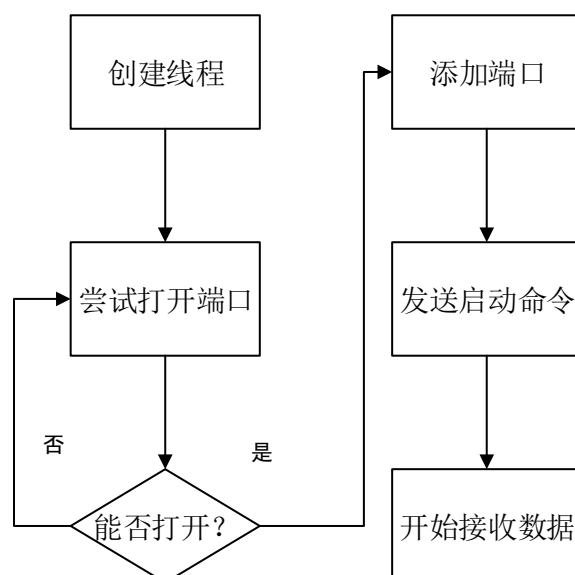 创建线程
添加端口
尝试打开端口
发送启动命令
否
是
能否打开？
开始接收数据